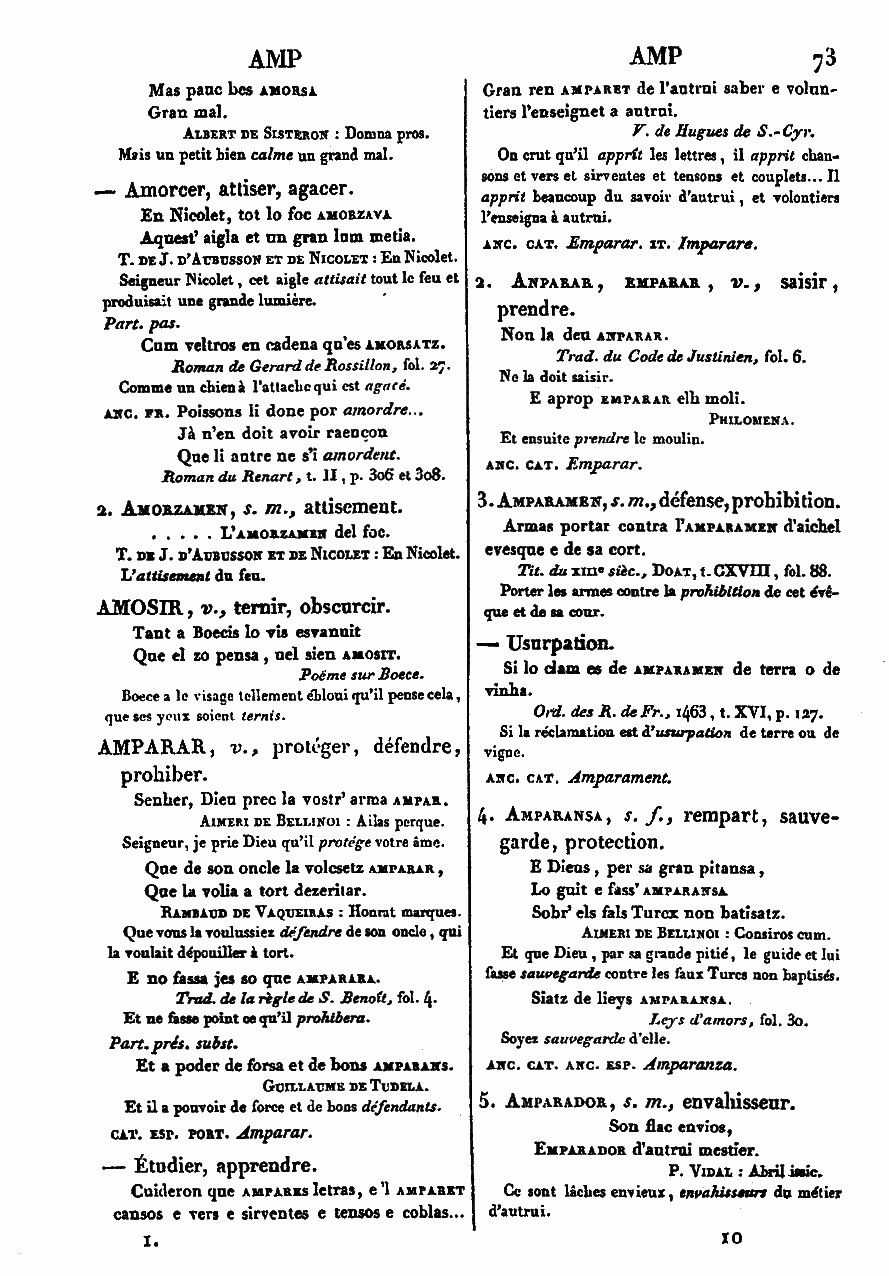 AMP
Mas pauc bes AMORSA
Gran mal.
ALBERT DE SISTERON : Domna pros.
Mais un petit bien calme un grand mal.
— Amorcer, attiser, agacer.
En Nicolet, tot lo foc AMORZAVA
Aquest' aigla et un gran lum metia.
T. DE J. D'AUBUSSON ET DE NICOLET : En Nicolet.
Seigneur Nicolet, cet aigle attisait tout le feu et
produisait une grande lumière.
Part. pas.
Cum veltros en cadena qu'es AMORSATZ.
Roman de Gerard de Rossillon, fol. 27.
Comme un chien à l'attache qui est agacé.
ANC. FR. Poissons li done por amordre...
Jà n'en doit avoir raençon
Que li autre ne s'i amordent.
Roman du Renart, t. II, p. 306 et 308.
2. AMORZAMEN, s. m., attisement.
. . . . . L'AMORZAMEN del foc.
T. DE J. D'AUBUSSON ET DE NICOLET : En Nicolet.
L'attisement du feu.
AMOSIR, v., ternir, obscurcir.
Tant a Boecis lo vis esvanuit
Que el zo pensa, uel sien AMOSIT.
Poëme sur Boece.
Boece a le visage tellement ébloui qu'il pense cela,
que ses yeux soient ternis.
AMPARAR, v., protéger, défendre,
prohiber.
Senher, Dieu prec la vostr' arma AMPAR.
AIMERI DE BELLINOI : Ailas perque.
Seigneur, je prie Dieu qu'il protége votre âme.
Que de son oncle la volcsetz AMPARAR,
Que la volia a tort dezeritar.
RAMBAUD DE VAQUEIRAS : Honrat marques.
Que vous la voulussiez défendre de son oncle, qui
la voulait dépouiller à tort.
E no fassa jes so que AMPARARA.
Trad. de la règle de S. Benoît, fol. 4.
Et ne fasse point ce qu'il prohibera.
Part. prés. subst.
Et a poder de forsa et de bons AMPARANS.
GUILLAUME DE TUDELA.
Et il a pouvoir de force et de bons défendants.
CAT. ESP. PORT. Amparar.
— Étudier, apprendre.
Cuideron que AMPARES letras, e 'l AMPARET
cansos e vers e sirventes e tensos e coblas...
I.
AMP 73
Gran ren AMPARET de l'autrui saber e volun-
tiers l'enseignet a autrui.
V. de Hugues de S.-Cyr.
On crut qu'il apprît les lettres, il apprit chan-
sons et vers et sirventes et tensons et couplets... Il
apprit beaucoup du savoir d'autrui, et volontiers
l'enseigna à autrui.
ANC. CAT. Emparar. IT. Imparare.
2. ANPARAR, EMPARAR, v., saisir,
prendre.
Non la deu ANPARAR.
Trad. du Code de Justinien, fol. 6.
Ne la doit saisir.
E aprop EMPARAR elh moli.
PHILOMENA.
Et ensuite prendre le moulin.
ANC. CAT. Emparar.
3. AMPARAMEN, s. m., défense, prohibition.
Armas portar contra l'AMPARAMEN d'aichel
evesque e de sa cort.
Tit. du XIIIe sièc., DOAT, t. CXVIII, fol. 88.
Porter les armes contre la prohibition de cet évê-
que et de sa cour.
— Usurpation.
Si lo clam es de AMPARAMEN de terra o de
vinha.
Ord. des R. de Fr., 1463, t. XVI, p. 127.
Si la réclamation est d'usurpation de terre ou de
vigne.
ANC. CAT. Amparament.
4. AMPARANSA, s. f., rempart, sauve-
garde, protection.
E Dieus, per sa gran pitansa,
Lo guit e fass' AMPARANSA
Sobr' els fals Turcx non batisatz.
AIMERI DE BELLINOI : Consiros cum.
Et que Dieu, par sa grande pitié, le guide et lui
fasse sauvegarde contre les faux Turcs non baptisés.
Siatz de lieys AMPARANSA.
Leys d'amors, fol. 30.
Soyez sauvegarde d'elle.
ANC. CAT. ANC. ESP. Amparanza.
5. AMPARADOR, s. m., envahisseur.
Son flac envios,
EMPARADOR d'autrui mestier.
P. VIDAL : Abril issic.
Ce sont lâches envieux, envahisseurs du métier
d'autrui.
10